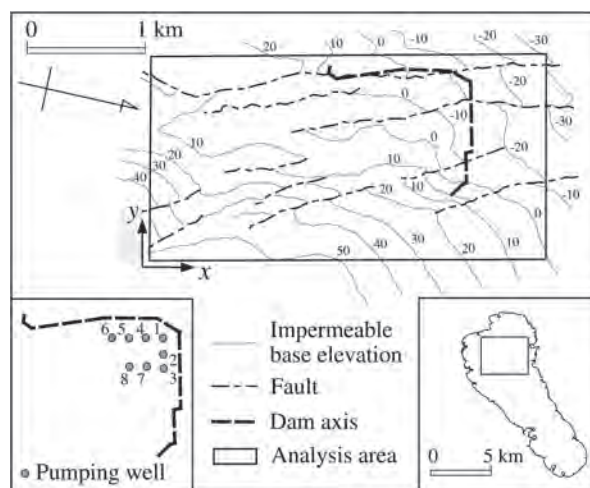 0 1 km
20 10 0 -10 -20 -30
-20
-30
0
-10
10
0
-20
40 30 20
10
20 10 0
-10
y
x
50 40 30 20 10
6 5 4 1
2
8 7 3
Pumping well
Impermeable
base elevation
Fault
Dam axis
Analysis area
0 5 km